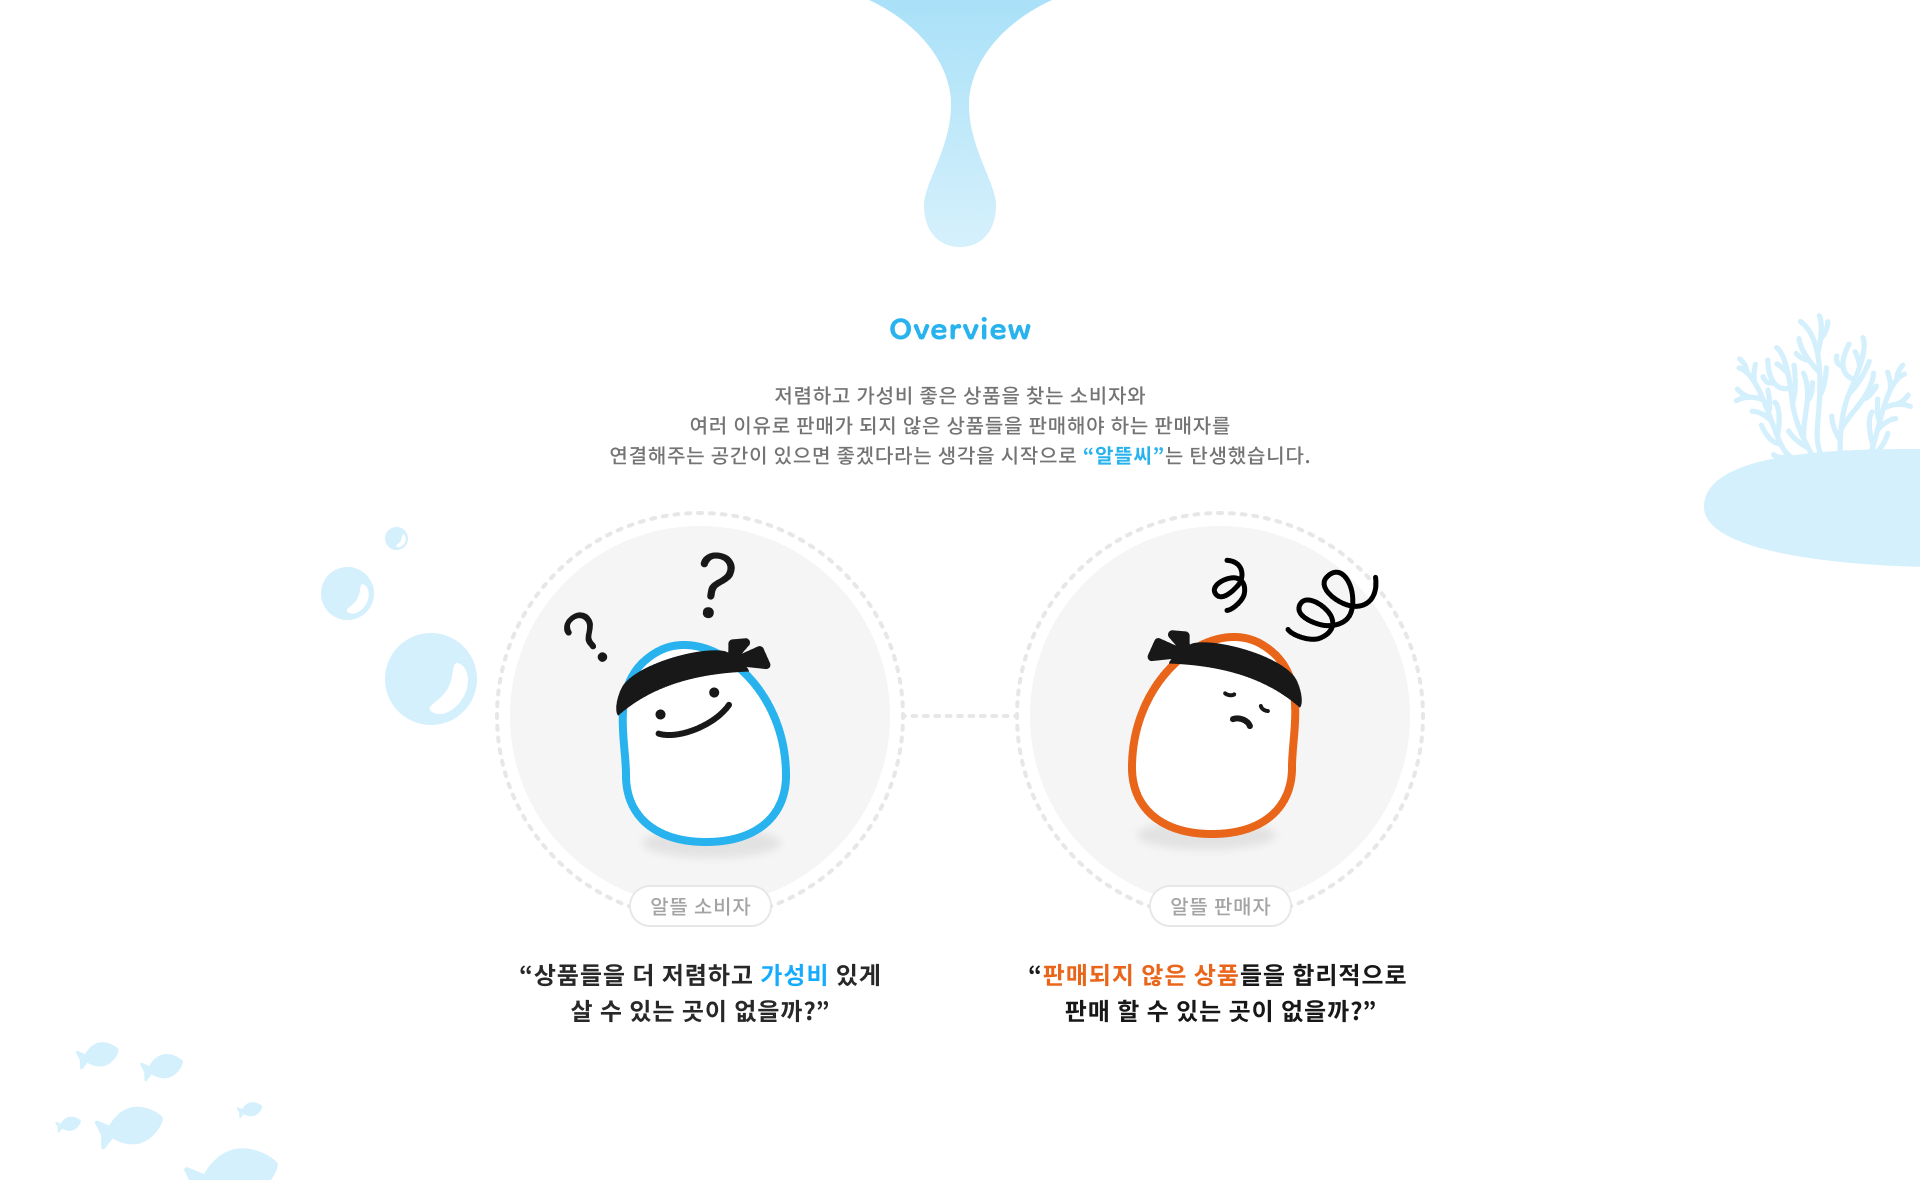 Overview
저렴하고 가성비 좋은 상품을 찾는 소비자와
여러 이유로 판매가 되지 않은 상품들을 판매해야 하는 판매자를
연결해주는 공간이 있으면 좋겠다라는 생각을 시작으로 “알뜰씨”는 탄생했습니다.
? ?
알뜰 소비자
알뜰 판매자
“상품들을 더 저렴하고 가성비 있게
살 수 있는 곳이 없을까?”
“판매되지 않은 상품들을 합리적으로
판매 할 수 있는 곳이 없을까?”